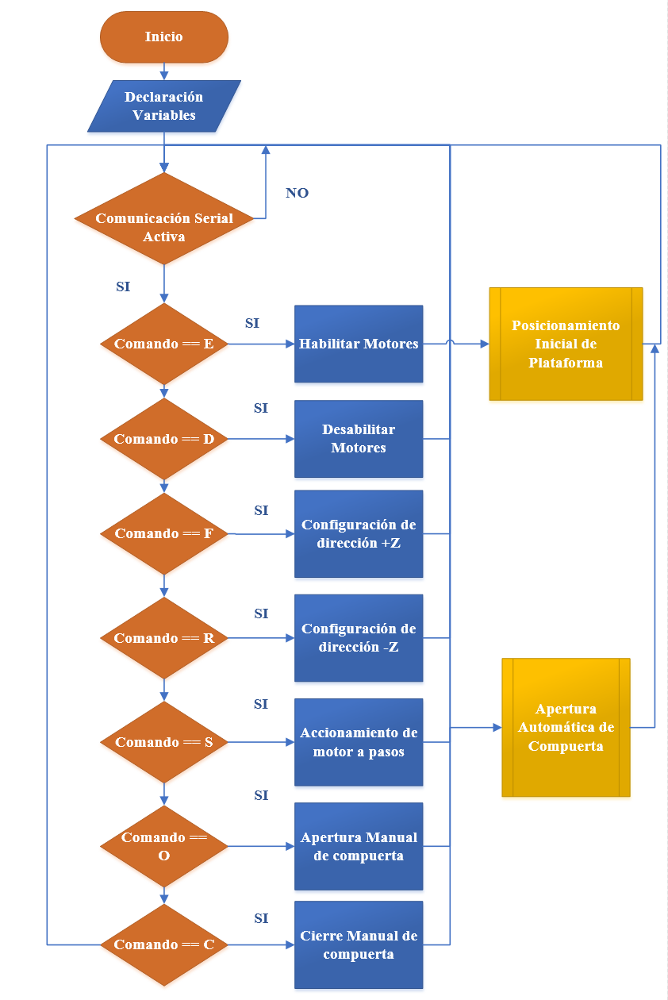 Inicio
Declaración
Variables
NO
Comunicación Serial
Activa
SI
SI
Comando == E
Habilitar Motores
Posicionamiento
Inicial de
Plataforma
SI
Comando == D
Desabilitar
Motores
SI
Comando == F
Configuración de
dirección +Z
SI
Comando == R
Configuración de
dirección -Z
SI
Comando == S
Accionamiento de
motor a pasos
Apertura
Automática de
Compuerta
SI
Comando ==
O
Apertura Manual
de compuerta
SI
Comando == C
Cierre Manual de
compuerta